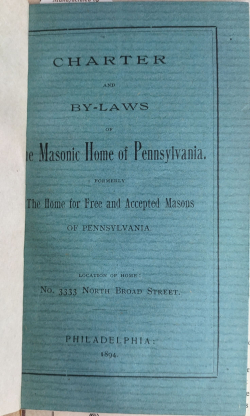 CHARTER
AND
BY-LAWS
OF
e Masonic Home of Pennsylvania.
FORMERLY
The Home for Free and Accepted Masons
OF PENNSYLVANIA.
LOCATION OF HOME:
No. 3333 North Broad Street.
PHILADELPHIA:
1894.